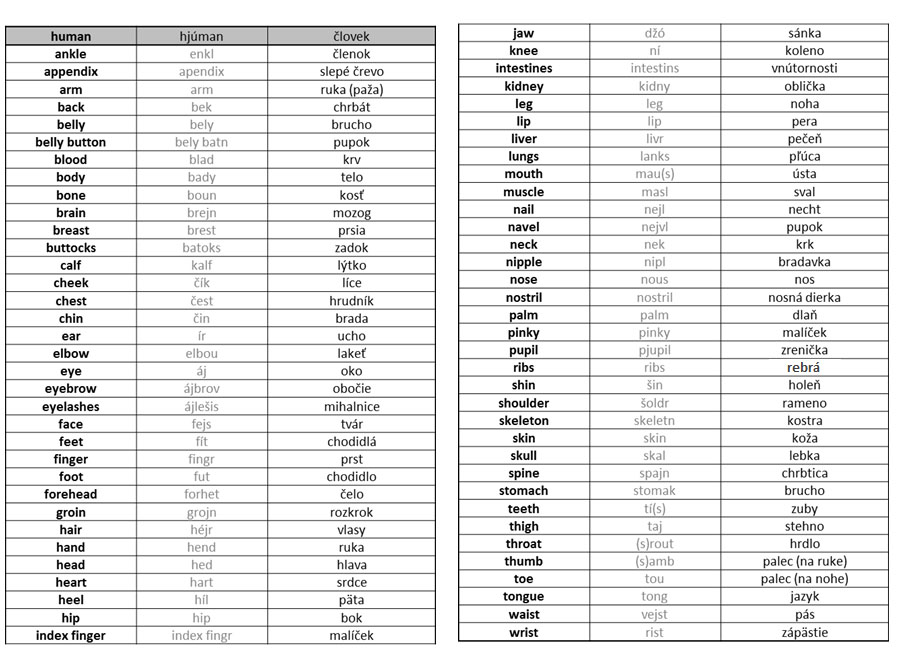 human hjúman človek
ankle enkl členok
appendix apendix slepé črevo
arm arm ruka (paža)
back bek chrbát
belly bely brucho
belly button bely batn pupok
blood blad krv
body bady telo
bone boun kosť
brain brejn mozog
breast brest prsia
buttocks batoks zadok
calf kalf lýtko
cheek čík líce
chest čest hrudník
chin čin brada
ear ír ucho
elbow elbou lakeť
eye áj oko
eyebrow ájbrov obočie
eyelashes ájlešis mihalnice
face fejs tvár
feet fít chodidlá
finger fingr prst
foot fut chodidlo
forehead forhet čelo
groin grojn rozkrok
hair héjr vlasy
hand hend ruka
head hed hlava
heart hart srdce
heel híl päta
hip hip bok
index finger index fingr malíček
jaw džó sánka
knee ní koleno
intestines intestins vnútornosti
kidney kidny oblička
leg leg noha
lip lip pera
liver livr pečeň
lungs lanks pľúca
mouth mau(s) ústa
muscle masl sval
nail nejl necht
navel nejvl pupok
neck nek krk
nipple nipl bradavka
nose nous nos
nostril nostril nosná dierka
palm palm dlaň
pinky pinky malíček
pupil pjupil zrenička
ribs ribs rebrá
shin šin holeň
shoulder šoldr rameno
skeleton skeletn kostra
skin skin koža
skull skal lebka
spine spajn chrbtica
stomach stomak brucho
teeth tí(s) zuby
thigh taj stehno
throat (s)rout hrdlo
thumb (s)amb palec (na ruke)
toe tou palec (na nohe)
tongue tong jazyk
waist vejst pás
wrist rist zápästie